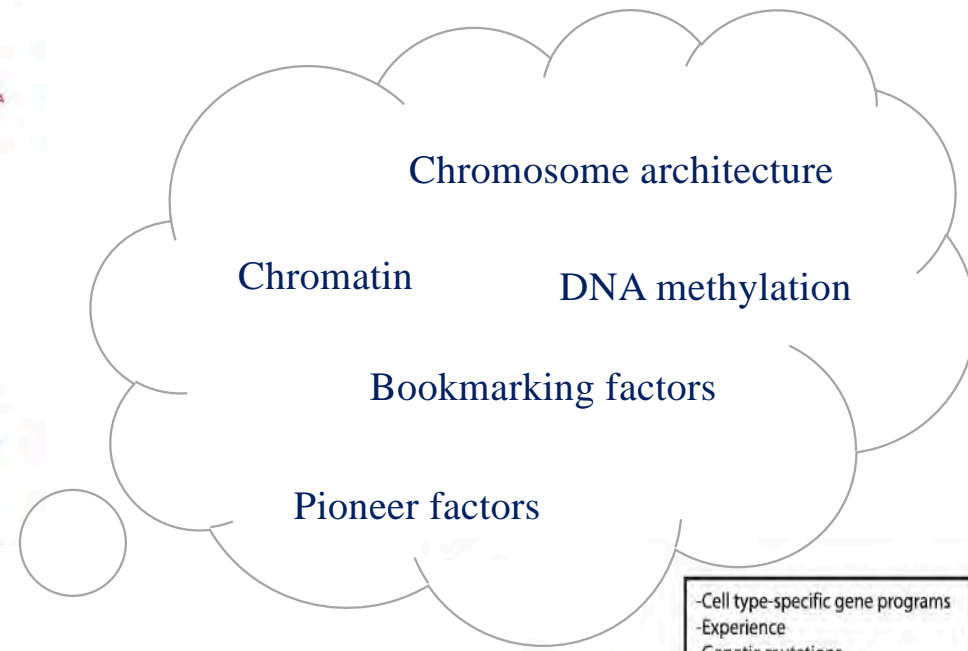 Chromosome architecture
Chromatin
DNA methylation
Bookmarking factors
Pioneer factors
-Cell type-specific gene programs
-Experience